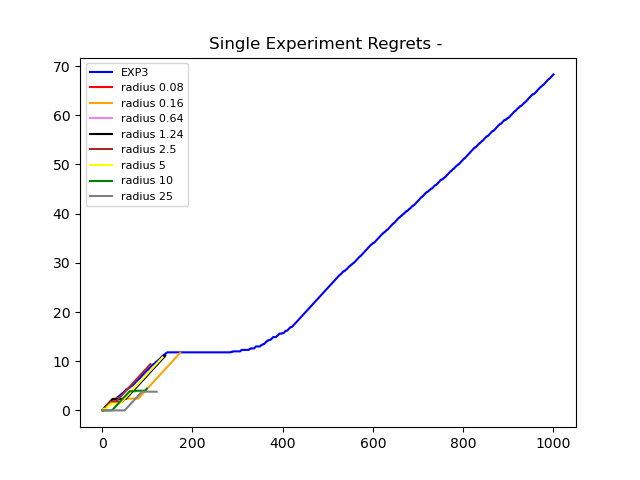 Single Experiment Regrets -
70
60
50
40
30
20
10
0
EXP3
radius 0.08
radius 0.16
radius 0.64
radius 1.24
radius 2.5
radius 5
radius 10
radius 25
0 200 400 600 800 1000